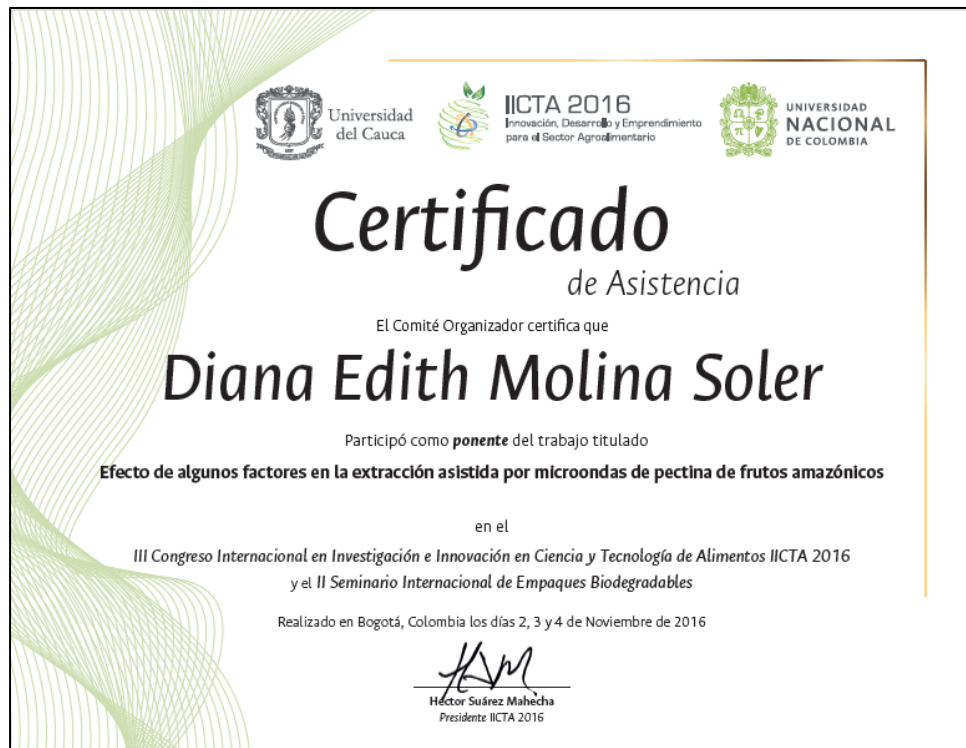 Universidad
del Cauca
IICTA 2016
Innovación, Desarrollo y Emprendimiento
para el Sector Agroalimentario
UNIVERSIDAD
NACIONAL
DE COLOMBIA
Certificado
de Asistencia
El Comité Organizador certifica que
Diana Edith Molina Soler
Participó como ponente del trabajo titulado
Efecto de algunos factores en la extracción asistida por microondas de pectina de frutos amazónicos
en el
III Congreso Internacional en Investigación e Innovación en Ciencia y Tecnología de Alimentos IICTA 2016
y el II Seminario Internacional de Empaques Biodegradables
Realizado en Bogotá, Colombia los días 2, 3 y 4 de Noviembre de 2016
Héctor Suárez Mahecha
Presidente IICTA 2016